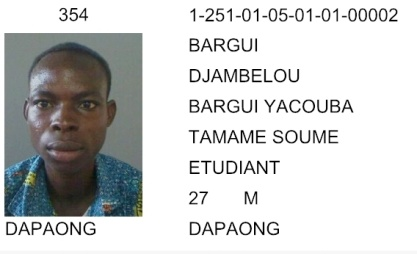 354
1-251-01-05-01-01-00002
BARGUI
DJAMBELOU
BARGUI YACOUBA
TAMAME SOUME
ETUDIANT
27 M
DAPAONG
DAPAONG